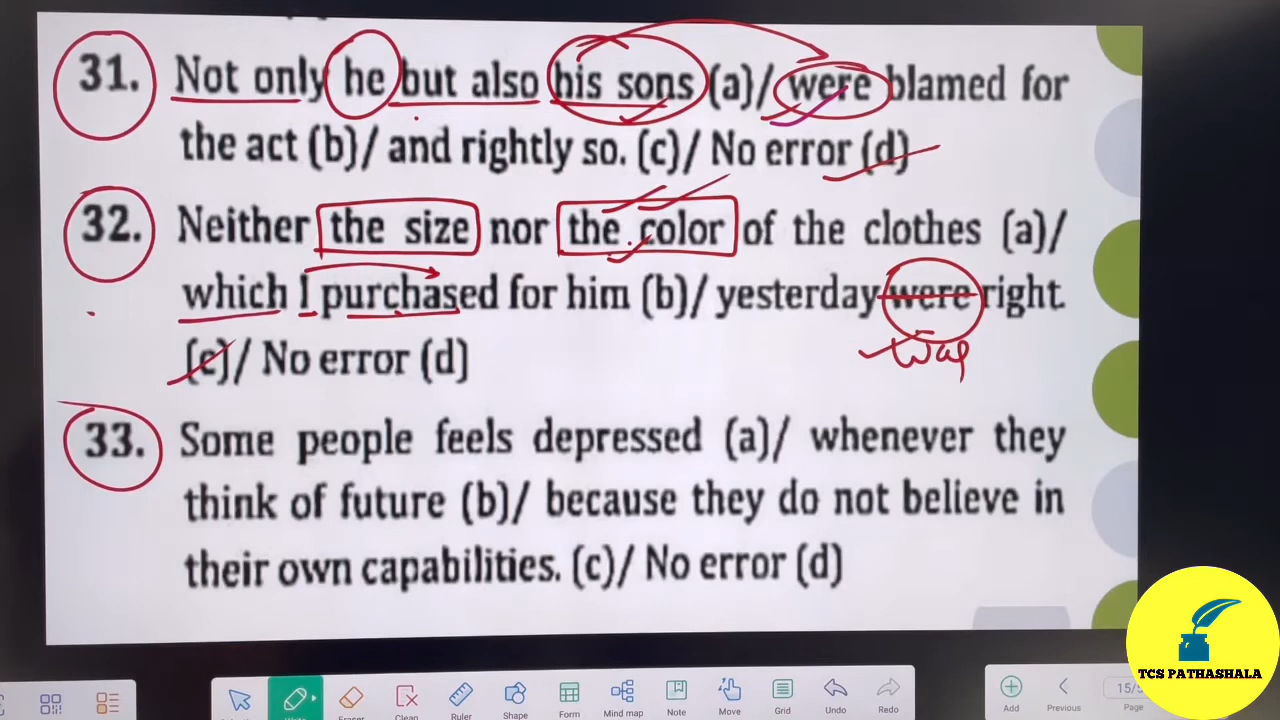 31. Not only he but also his sons (a)/ were blamed for
the act (b)/ and rightly so. (c)/ No error (d)
32. Neither the size nor the color of the clothes (a)/
which I purchased for him (b)/ yesterday were right.
was
(c)/ No error (d)
33. Some people feels depressed (a)/ whenever they
think of future (b)/ because they do not believe in
their own capabilities. (c)/ No error (d)
TCS PATHASHALA
Write Eraser Clean Ruler Shape Form Mind map Note Move Grid Undo Redo Add Previous Page